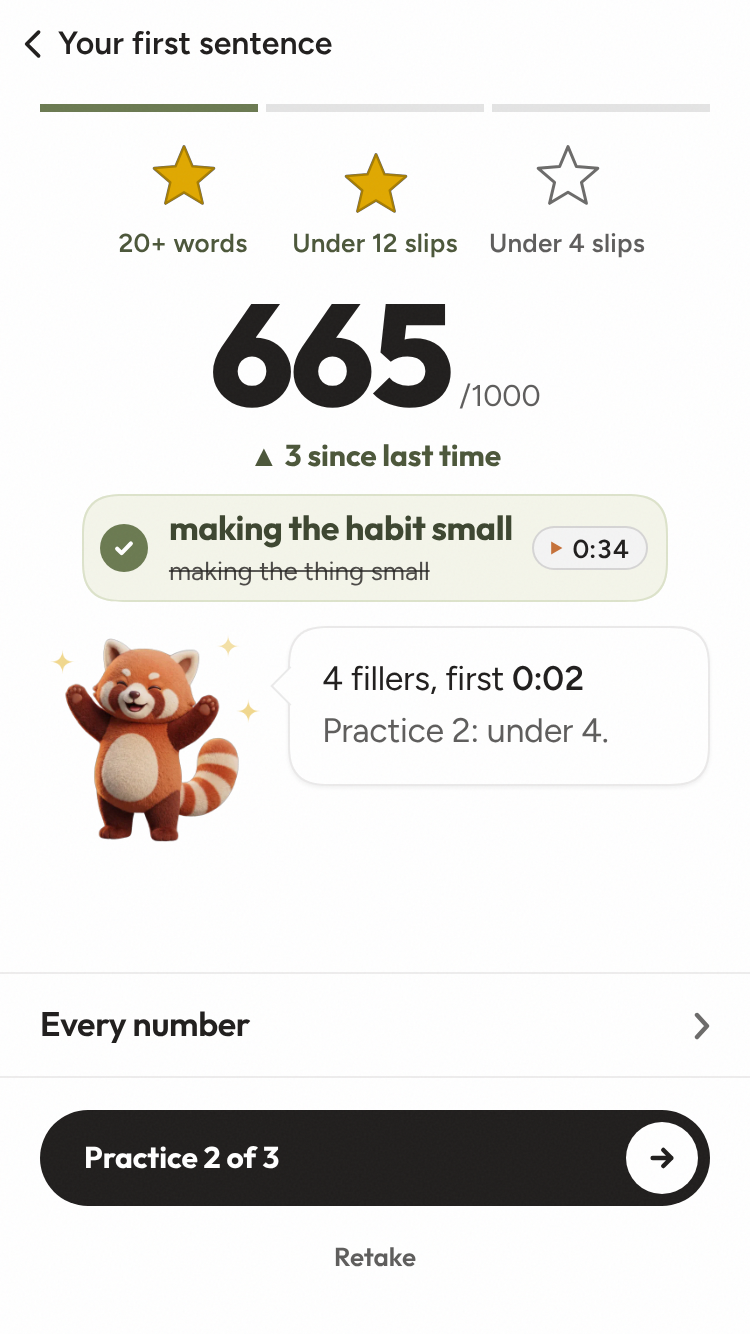 Your first sentence
20+ words
Under 12 slips
Under 4 slips
665/1000
▲ 3 since last time
making the habit small
making the thing small
0:34
4 fillers, first 0:02
Practice 2: under 4.
Every number
Practice 2 of 3
Retake